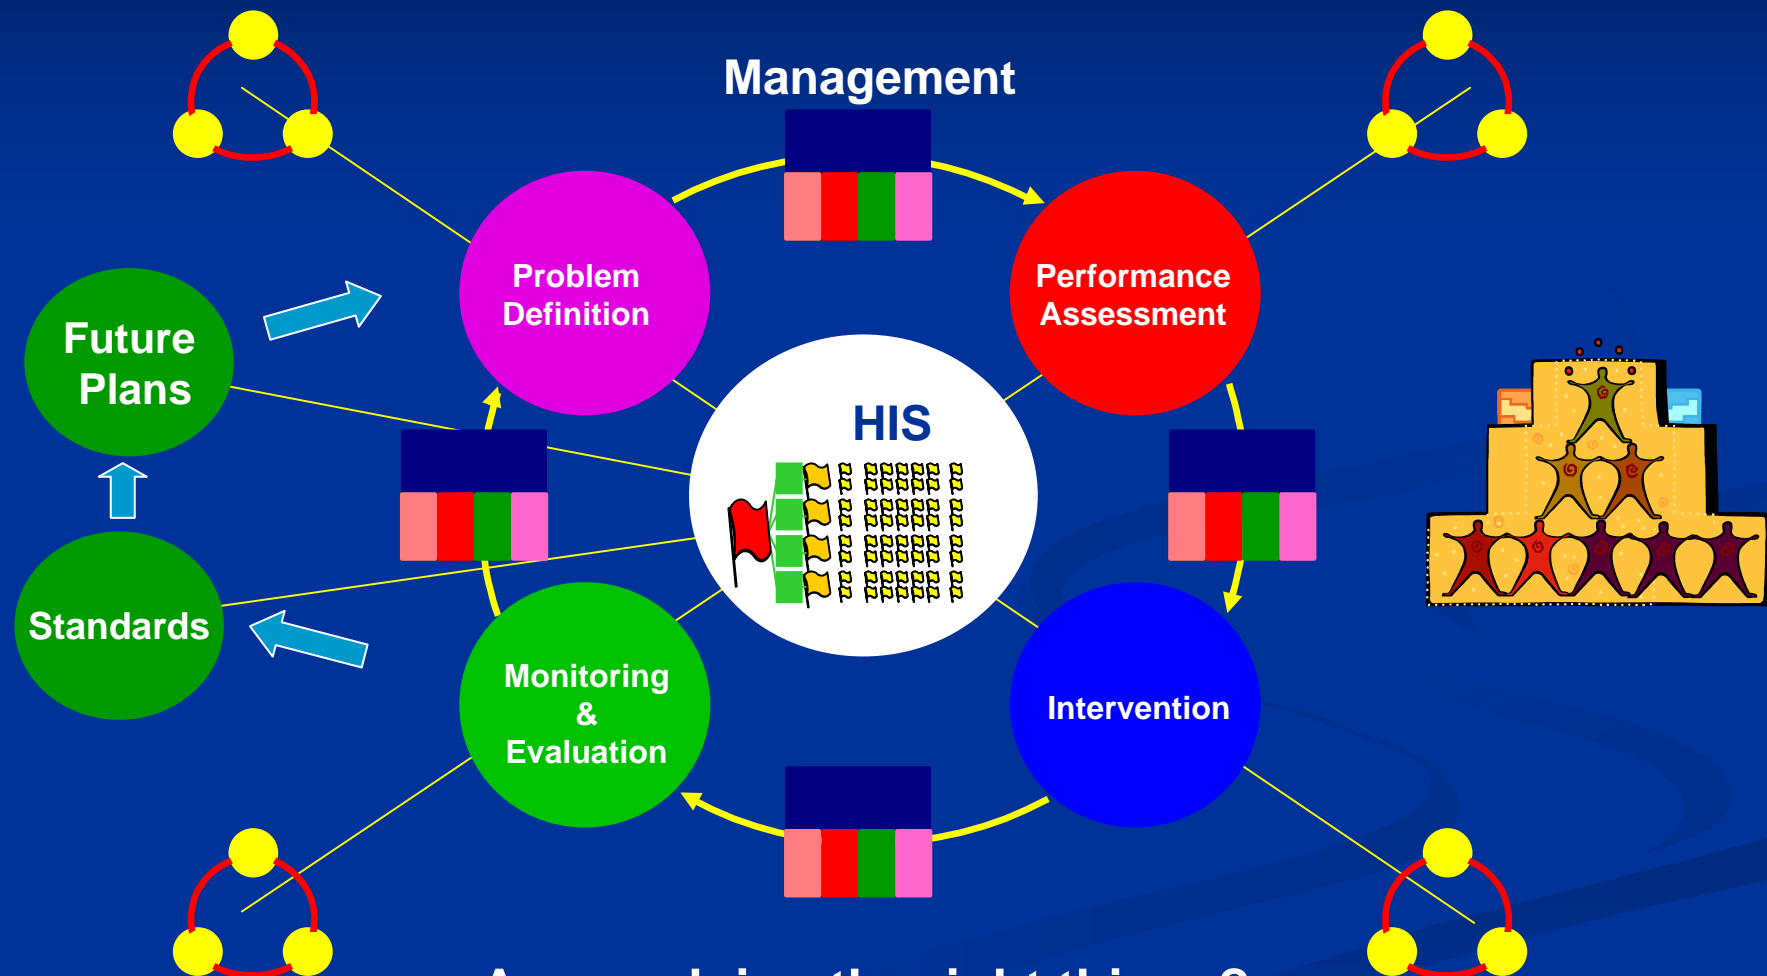 Management
Problem
Definition
Performance
Assessment
Future
Plans
HIS
Standards
Monitoring
&
Evaluation
Intervention